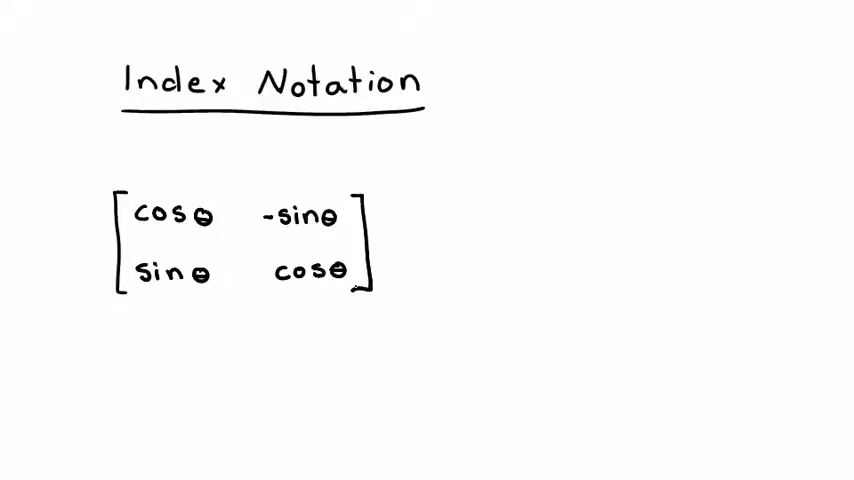 Index Notation
cosθ -sinθ
sinθ cosθ